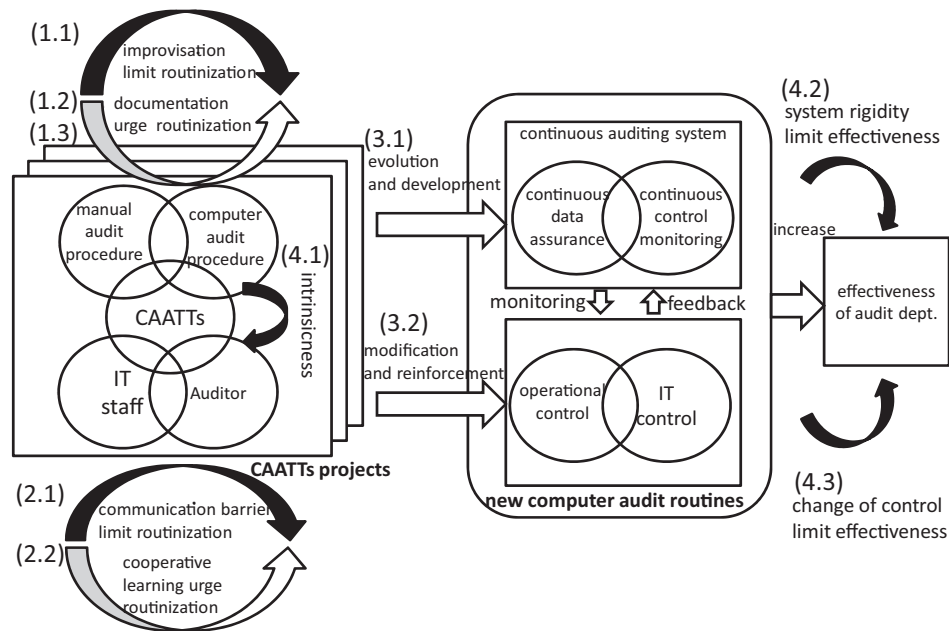 (1.1)
improvisation
limit routinization
(1.2)
documentation
urge routinization
(1.3)
manual
audit
procedure
computer
audit
procedure
(4.1)
intrinsicness
CAATTs
IT
staff
Auditor
CAATTs projects
(2.1)
communication barrier
limit routinization
(2.2)
cooperative
learning urge
routinization
(3.1)
evolution
and development
(3.2)
modification
and reinforcement
continuous auditing system
continuous
data
assurance
continuous
control
monitoring
monitoring
feedback
operational
control
IT
control
new computer audit routines
(4.2)
system rigidity
limit effectiveness
increase
effectiveness
of audit dept.
(4.3)
change of control
limit effectiveness